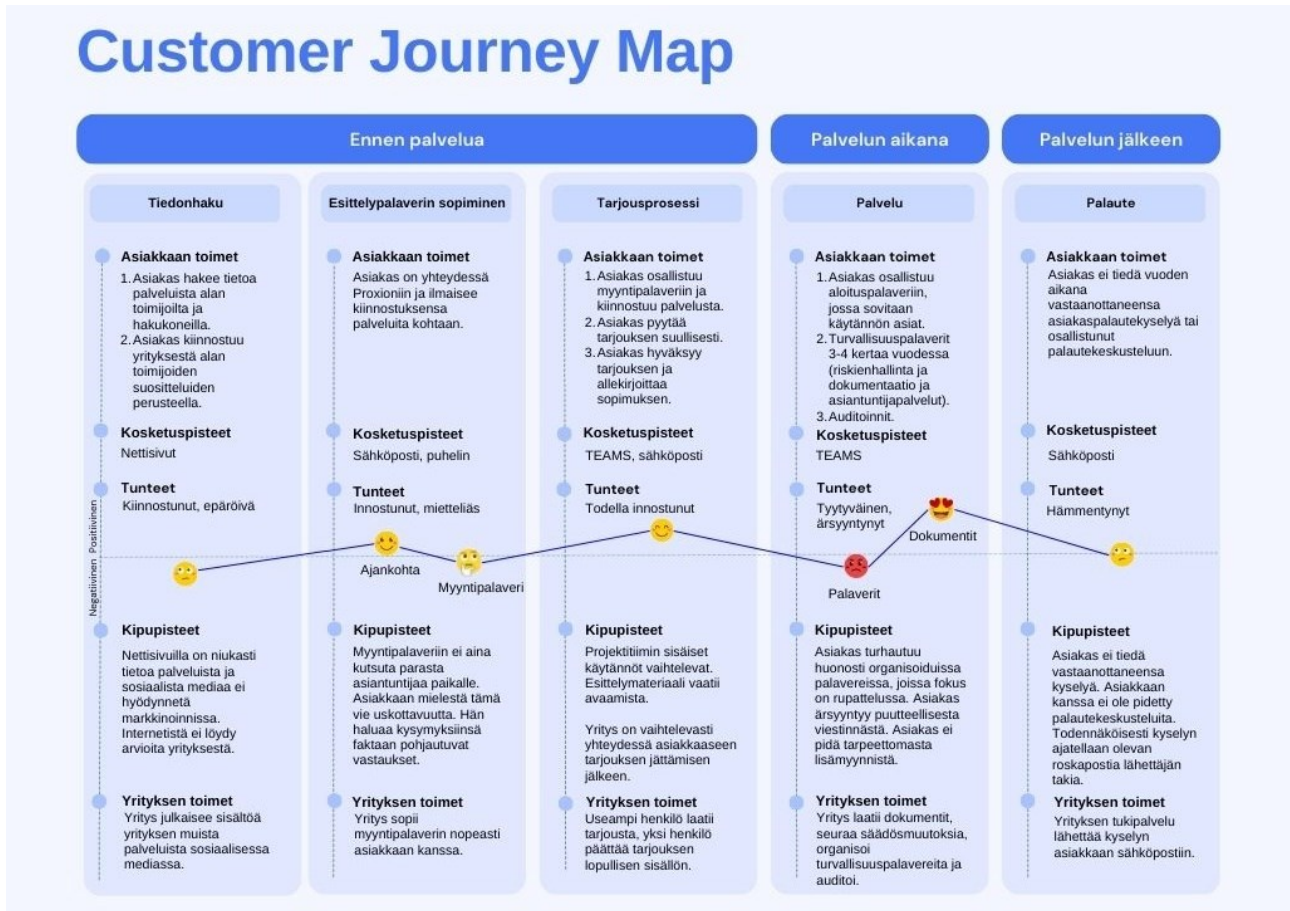 Customer Journey Map
Ennen palvelua
Palvelun aikana
Palvelun jälkeen
Tiedonhaku
Asiakkaan toimet
1. Asiakas hakee tietoa
palveluista alan
toimijoilta ja
hakukoneilla.
2. Asiakas kiinnostuu
yrityksestä alan
toimijoiden
suositteluiden
perusteella.
Kosketuspisteet
Nettisivut
Tunteet
Kiinnostunut, epäröivä
Positiivinen
Negatiivinen
Kipupisteet
Nettisivuilla on niukasti
tietoa palveluista ja
sosiaalista mediaa ei
hyödynnetä
markkinoinnissa.
Internetistä ei löydy
arvioita yrityksestä.
Yrityksen toimet
Yritys julkaisee sisältöä
yrityksen muista
palveluista sosiaalisessa
mediassa.
Esittelypalaverin sopiminen
Asiakkaan toimet
Asiakas on yhteydessä
Proxioniin ja ilmaisee
kiinnostuksensa
palveluita kohtaan.
Kosketuspisteet
Sähköposti, puhelin
Tunteet
Innostunut, mietteliäs
Ajankohta
Myyntipalaveri
Kipupisteet
Myyntipalaveriin ei aina
kutsuta parasta
asiantuntijaa paikalle.
Asiakkaan mielestä tämä
vie uskottavuutta. Hän
haluaa kysymyksiinsä
faktaan pohjautuvat
vastaukset.
Yrityksen toimet
Yritys sopii
myyntipalaverin nopeasti
asiakkaan kanssa.
Tarjousprosessi
Asiakkaan toimet
1. Asiakas osallistuu
myyntipalaveriin ja
kiinnostuu palvelusta.
2. Asiakas pyytää
tarjouksen suullisesti.
3. Asiakas hyväksyy
tarjouksen ja
allekirjoittaa
sopimuksen.
Kosketuspisteet
TEAMS, sähköposti
Tunteet
Todella innostunut
Kipupisteet
Projektitiimin sisäiset
käytännöt vaihtelevat.
Esittelymateriaali vaatii
avaamista.
Yritys on vaihtelevasti
yhteydessä asiakkaaseen
tarjouksen jättämisen
jälkeen.
Yrityksen toimet
Useampi henkilö laatii
tarjousta, yksi henkilö
päättää tarjouksen
lopullisen sisällön.
Palvelu
Asiakkaan toimet
1. Asiakas osallistuu
aloituspalaveriin,
jossa sovitaan
käytännön asiat.
2. Turvallisuuspalaverit
3-4 kertaa vuodessa
(riskienhallinta ja
dokumentaatio ja
asiantuntijapalvelut).
3. Auditoinnit.
Kosketuspisteet
TEAMS
Tunteet
Tyytyväinen,
ärsyyntynyt
Dokumentit
Palaverit
Kipupisteet
Asiakas turhautuu
huonosti organisoiduissa
palavereissa, joissa fokus
on rupattelussa. Asiakas
ärsyyntyy puutteellisesta
viestinnästä. Asiakas ei
pidä tarpeettomasta
lisämyynnistä.
Yrityksen toimet
Yritys laatii dokumentit,
seuraa säädösmuutoksia,
organisoi
turvallisuuspalavereita ja
auditoi.
Palaute
Asiakkaan toimet
Asiakas ei tiedä vuoden
aikana
vastaanottaneensa
asiakaspalautekyselyä tai
osallistunut
palautekeskusteluun.
Kosketuspisteet
Sähköposti
Tunteet
Hämmentynyt
Kipupisteet
Asiakas ei tiedä
vastaanottaneensa
kyselyä. Asiakkaan
kanssa ei ole pidetty
palautekeskusteluita.
Todennäköisesti kyselyn
ajatellaan olevan
roskapostia lähettäjän
takia.
Yrityksen toimet
Yrityksen tukipalvelu
lähettää kyselyn
asiakkaan sähköpostiin.